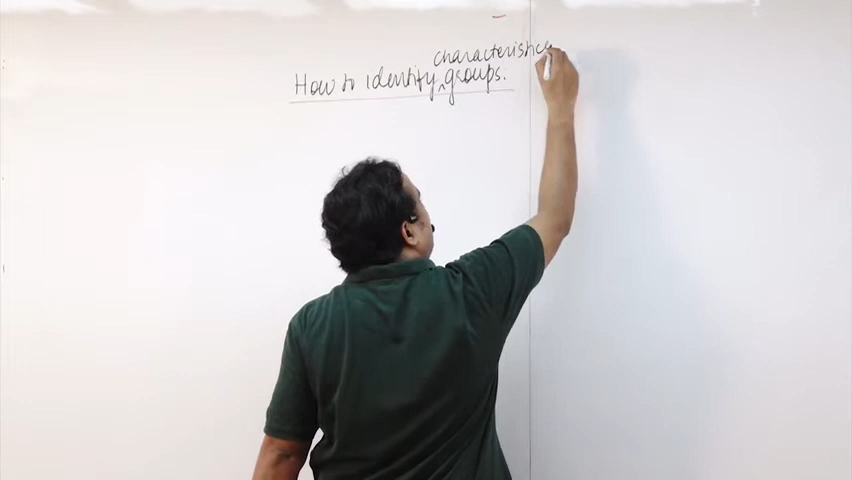 characteristics
How to identify ^ groups.